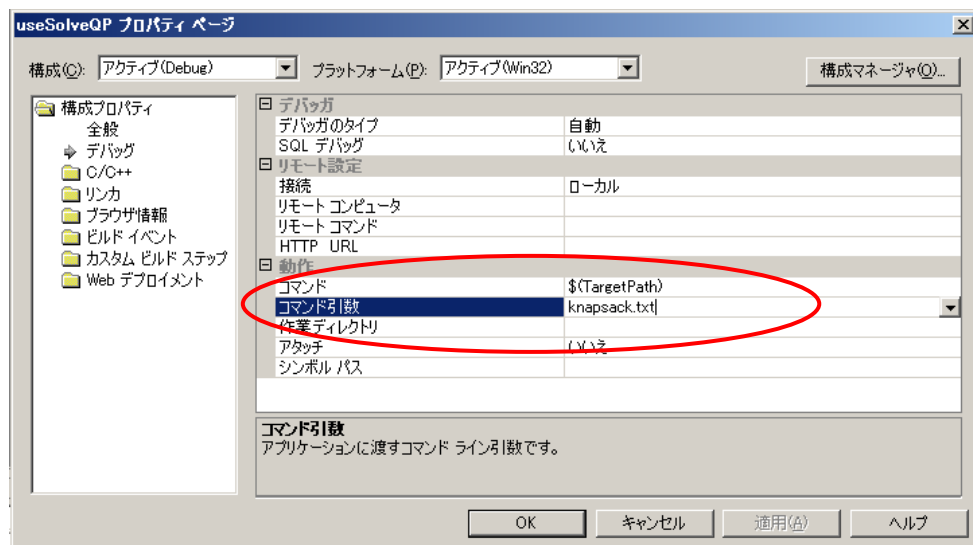 useSolveQP プロパティ ページ
構成(C): アクティブ(Debug) プラットフォーム(P): アクティブ(Win32) 構成マネージャ(O)...
構成プロパティ
全般
デバッグ
C/C++
リンカ
ブラウザ情報
ビルド イベント
カスタム ビルド ステップ
Web デプロイメント
デバッガ
デバッガのタイプ 自動
SQL デバッグ いいえ
リモート設定
接続 ローカル
リモート コンピュータ
リモート コマンド
HTTP URL
動作
コマンド $(TargetPath)
コマンド引数 knapsack.txt
作業ディレクトリ
アタッチ いいえ
シンボル パス
コマンド引数
アプリケーションに渡すコマンド ライン引数です。
OK キャンセル 適用(A) ヘルプ